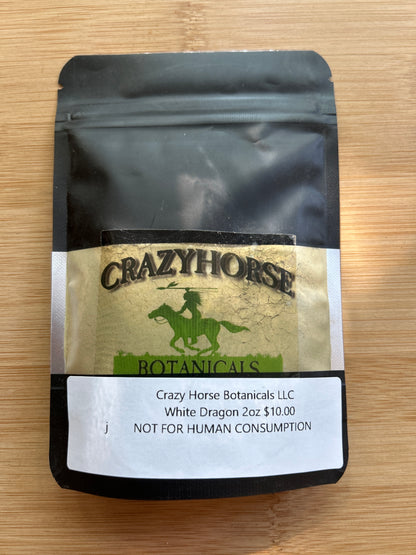 CRAZYHORSE
BOTANICALS
Crazy Horse Botanicals LLC
White Dragon 2oz $10.00
j NOT FOR HUMAN CONSUMPTION